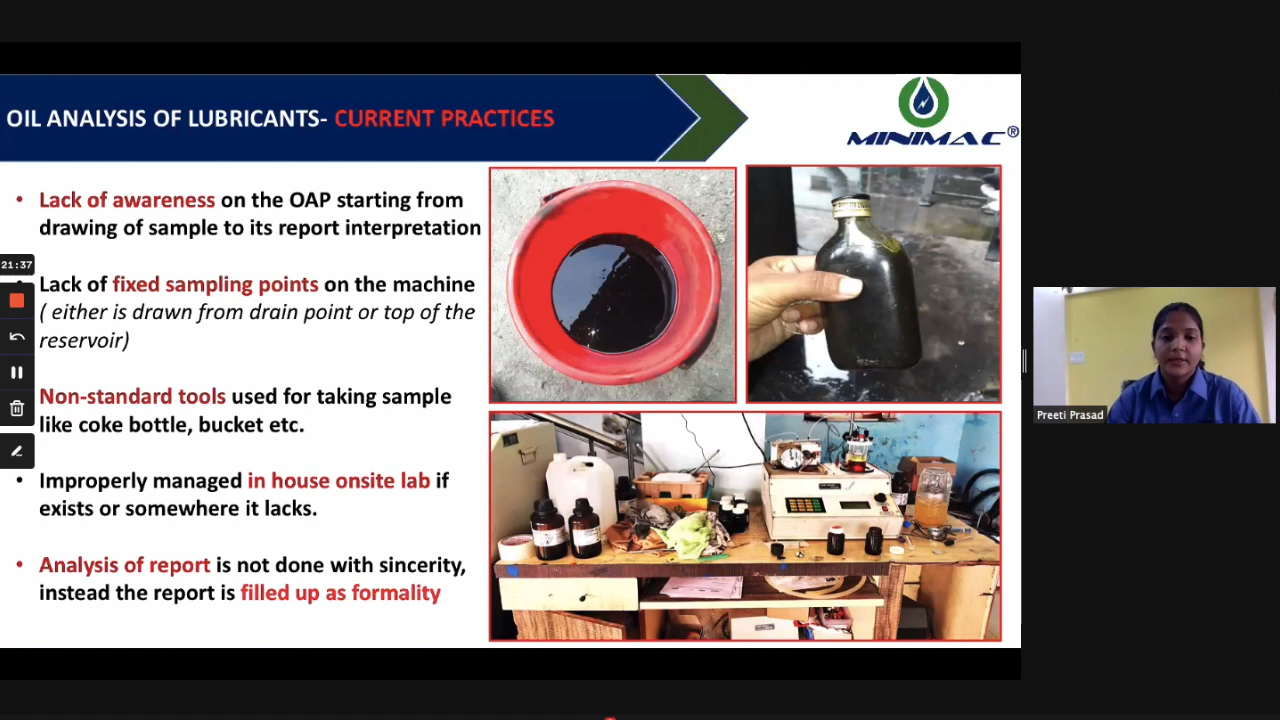 OIL ANALYSIS OF LUBRICANTS- CURRENT PRACTICES
MINIMAC®
• Lack of awareness on the OAP starting from
drawing of sample to its report interpretation
21:37
Lack of fixed sampling points on the machine
( either is drawn from drain point or top of the
reservoir)
Non-standard tools used for taking sample
like coke bottle, bucket etc.
• Improperly managed in house onsite lab if
exists or somewhere it lacks.
• Analysis of report is not done with sincerity,
instead the report is filled up as formality
Preeti Prasad